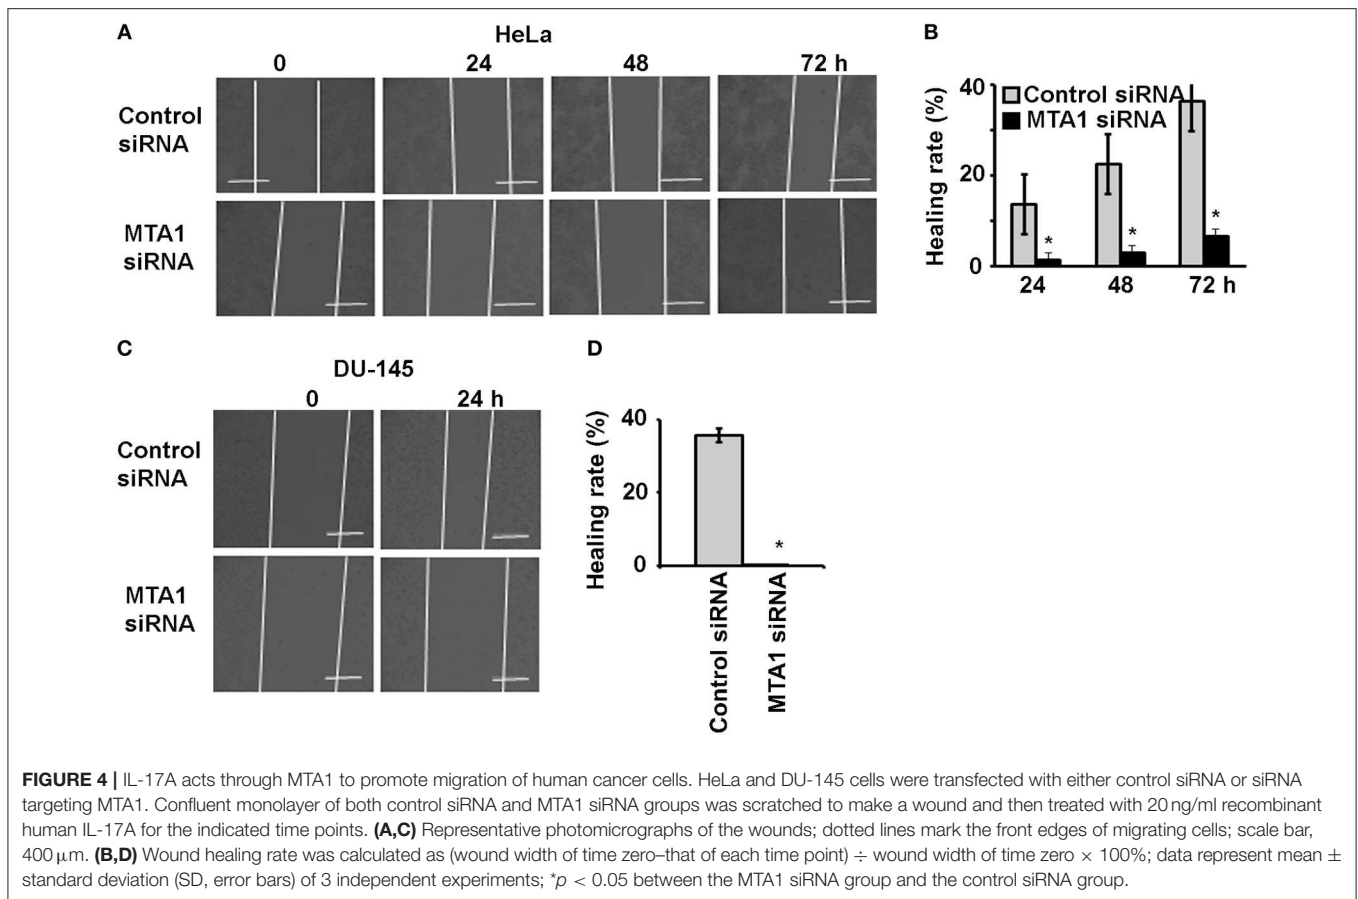 A
HeLa
0 24 48 72 h
Control
siRNA
MTA1
siRNA
B
Healing rate (%)
40
20
0
Control siRNA
MTA1 siRNA
*
*
*
24 48 72 h
C
DU-145
0 24 h
Control
siRNA
MTA1
siRNA
D
Healing rate (%)
40
20
0
*
Control siRNA
MTA1 siRNA
FIGURE 4 | IL-17A acts through MTA1 to promote migration of human cancer cells. HeLa and DU-145 cells were transfected with either control siRNA or siRNA
targeting MTA1. Confluent monolayer of both control siRNA and MTA1 siRNA groups was scratched to make a wound and then treated with 20 ng/ml recombinant
human IL-17A for the indicated time points. (A,C) Representative photomicrographs of the wounds; dotted lines mark the front edges of migrating cells; scale bar,
400 μm. (B,D) Wound healing rate was calculated as (wound width of time zero–that of each time point) ÷ wound width of time zero × 100%; data represent mean ±
standard deviation (SD, error bars) of 3 independent experiments; *p < 0.05 between the MTA1 siRNA group and the control siRNA group.